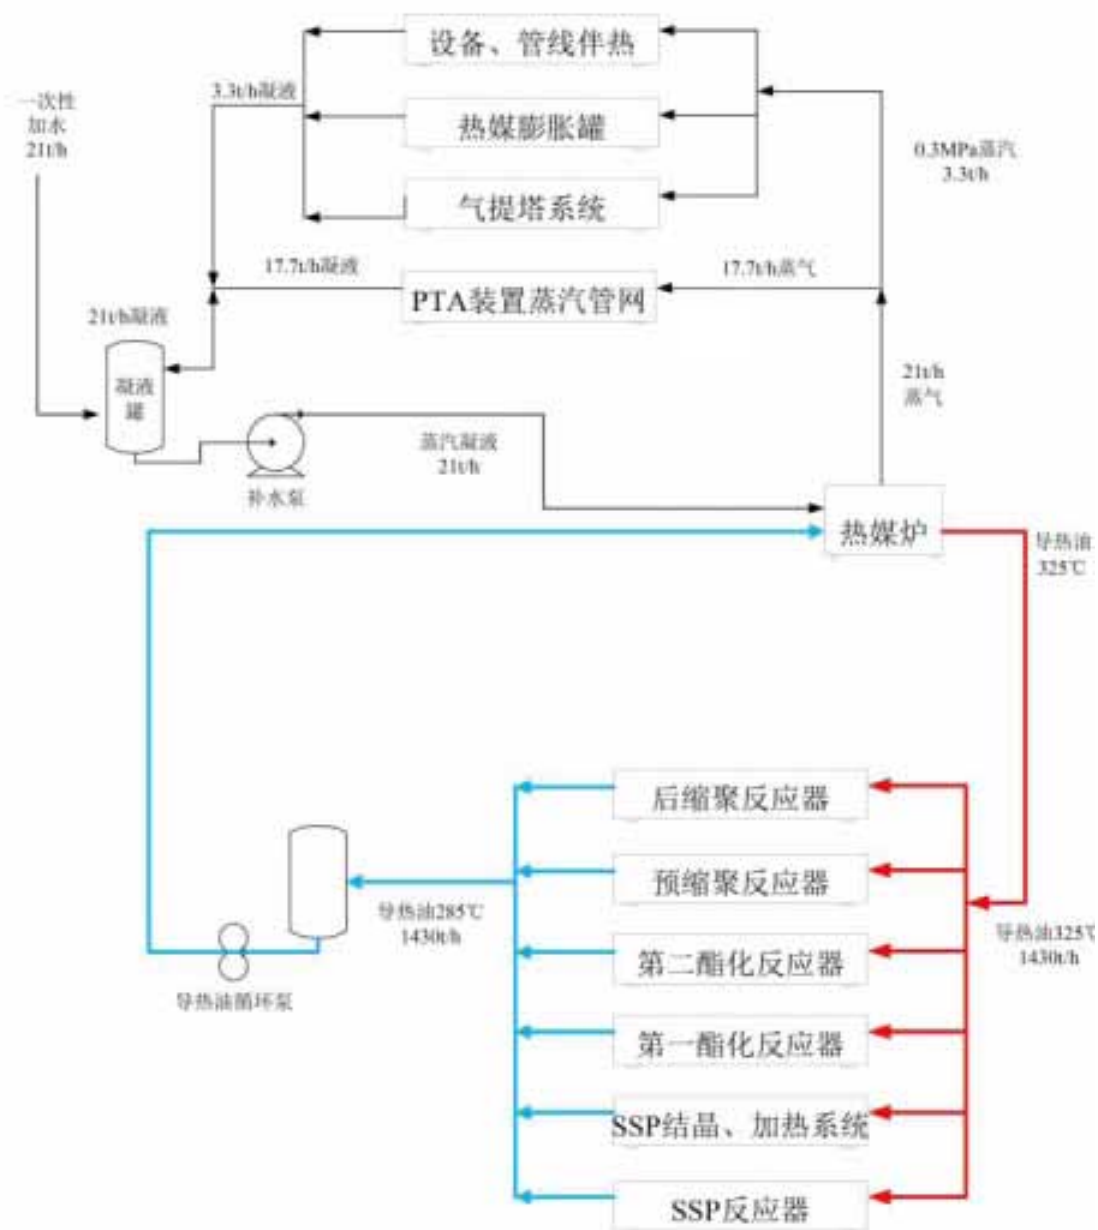 设备、管线伴热
3.3t/h凝液
一次性
加水
21t/h
热媒膨胀罐
0.3MPa蒸汽
3.3t/h
气提塔系统
17.7t/h凝液
17.7t/h蒸气
PTA装置蒸汽管网
21t/h凝液
凝液
罐
21t/h
蒸气
蒸汽凝液
21t/h
补水泵
热媒炉
导热油
325℃
后缩聚反应器
预缩聚反应器
导热油285℃
1430t/h
导热油325℃
1430t/h
第二酯化反应器
导热油循环泵
第一酯化反应器
SSP结晶、加热系统
SSP反应器